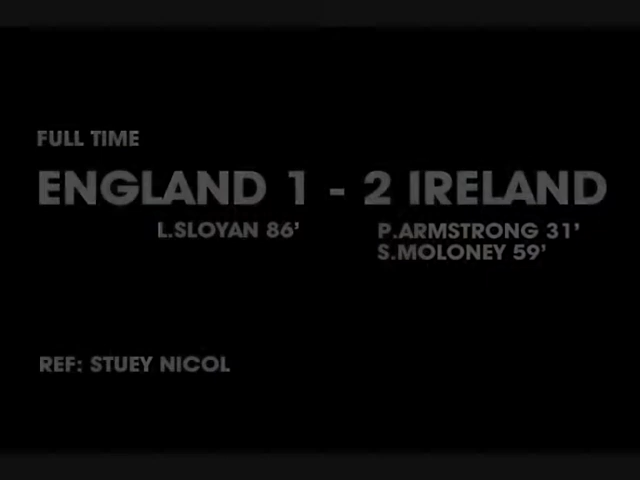 FULL TIME
ENGLAND 1 - 2 IRELAND
L.SLOYAN 86' P.ARMSTRONG 31'
S.MOLONEY 59'
REF: STUEY NICOL